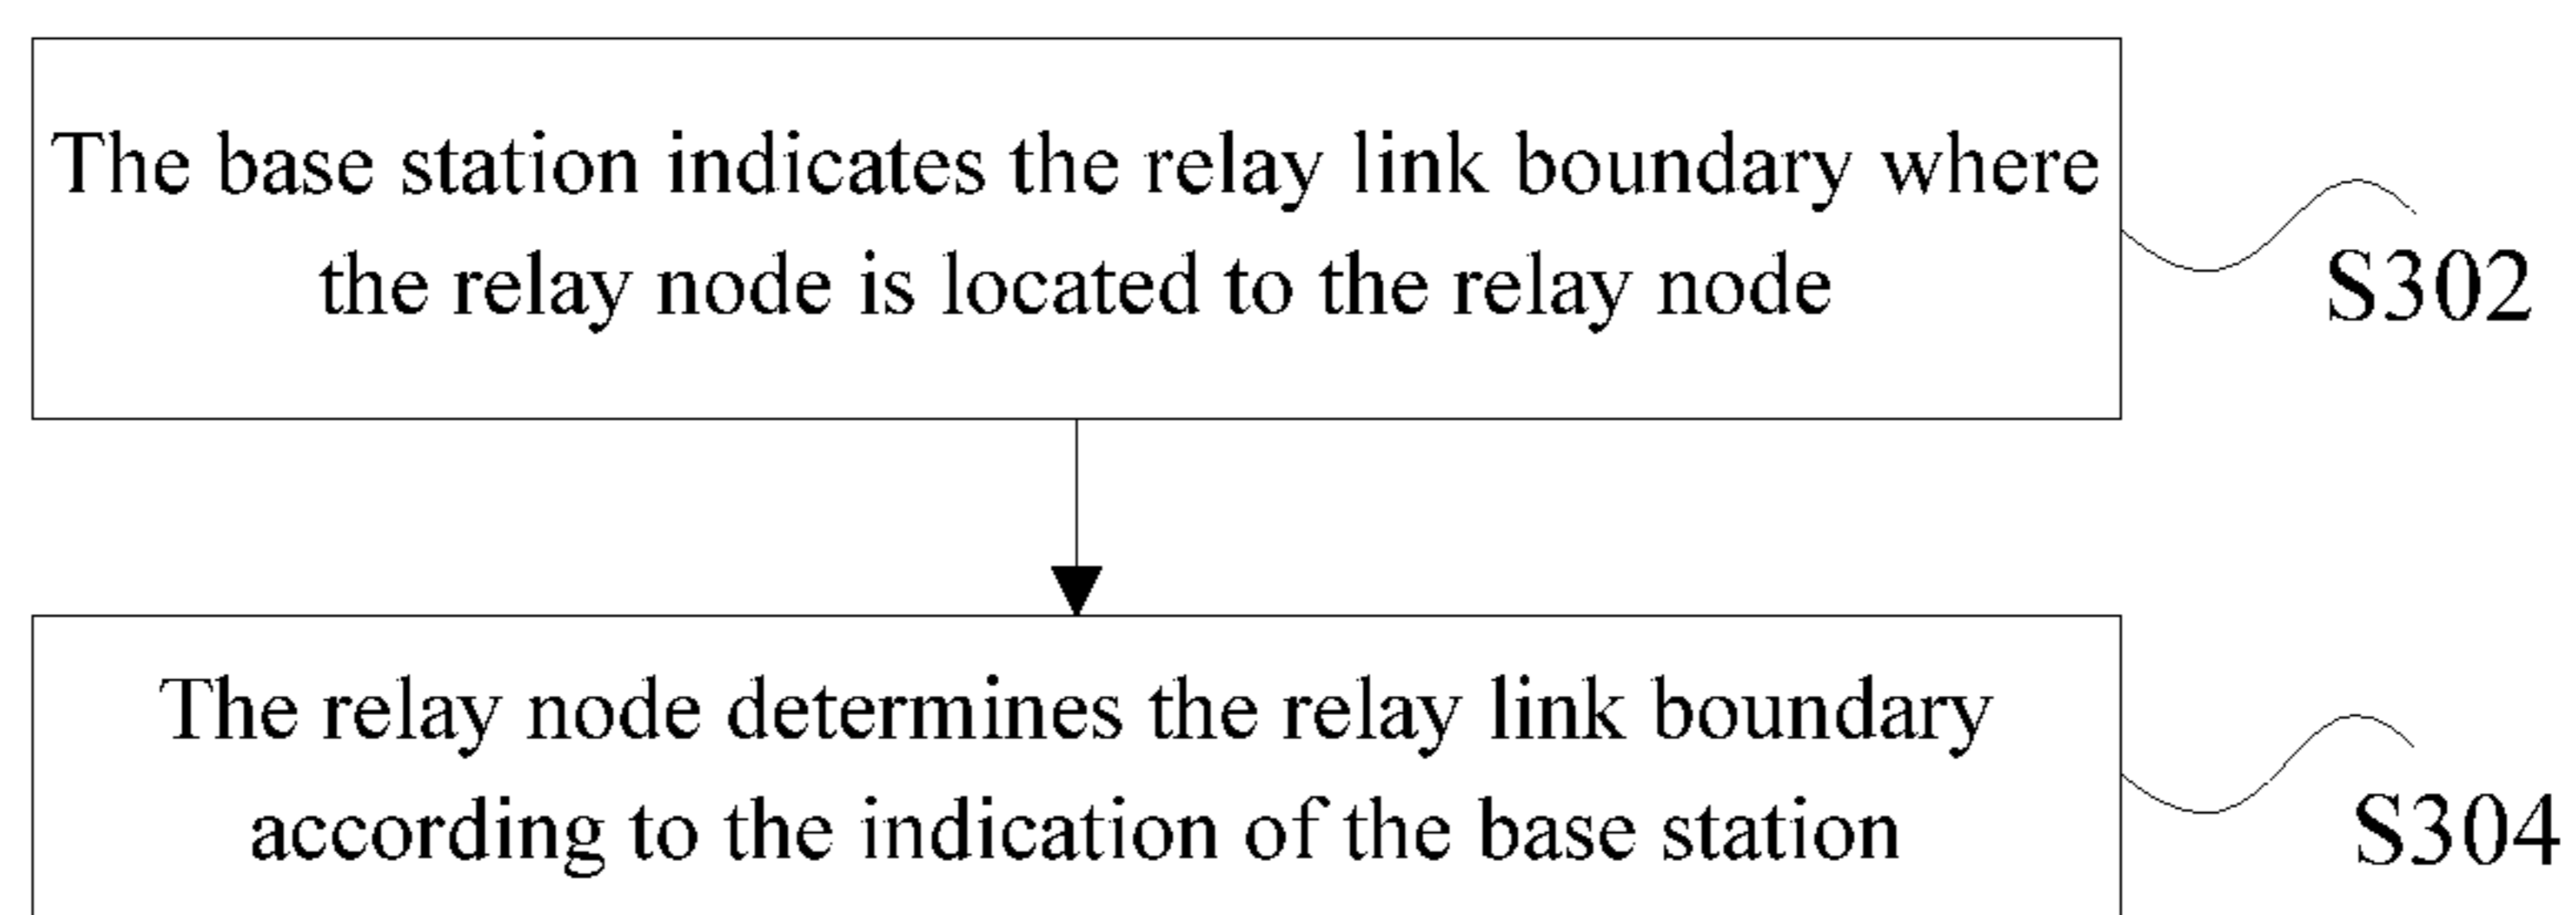 The base station indicates the relay link boundary where
the relay node is located to the relay node
S302
The relay node determines the relay link boundary
according to the indication of the base station
S304